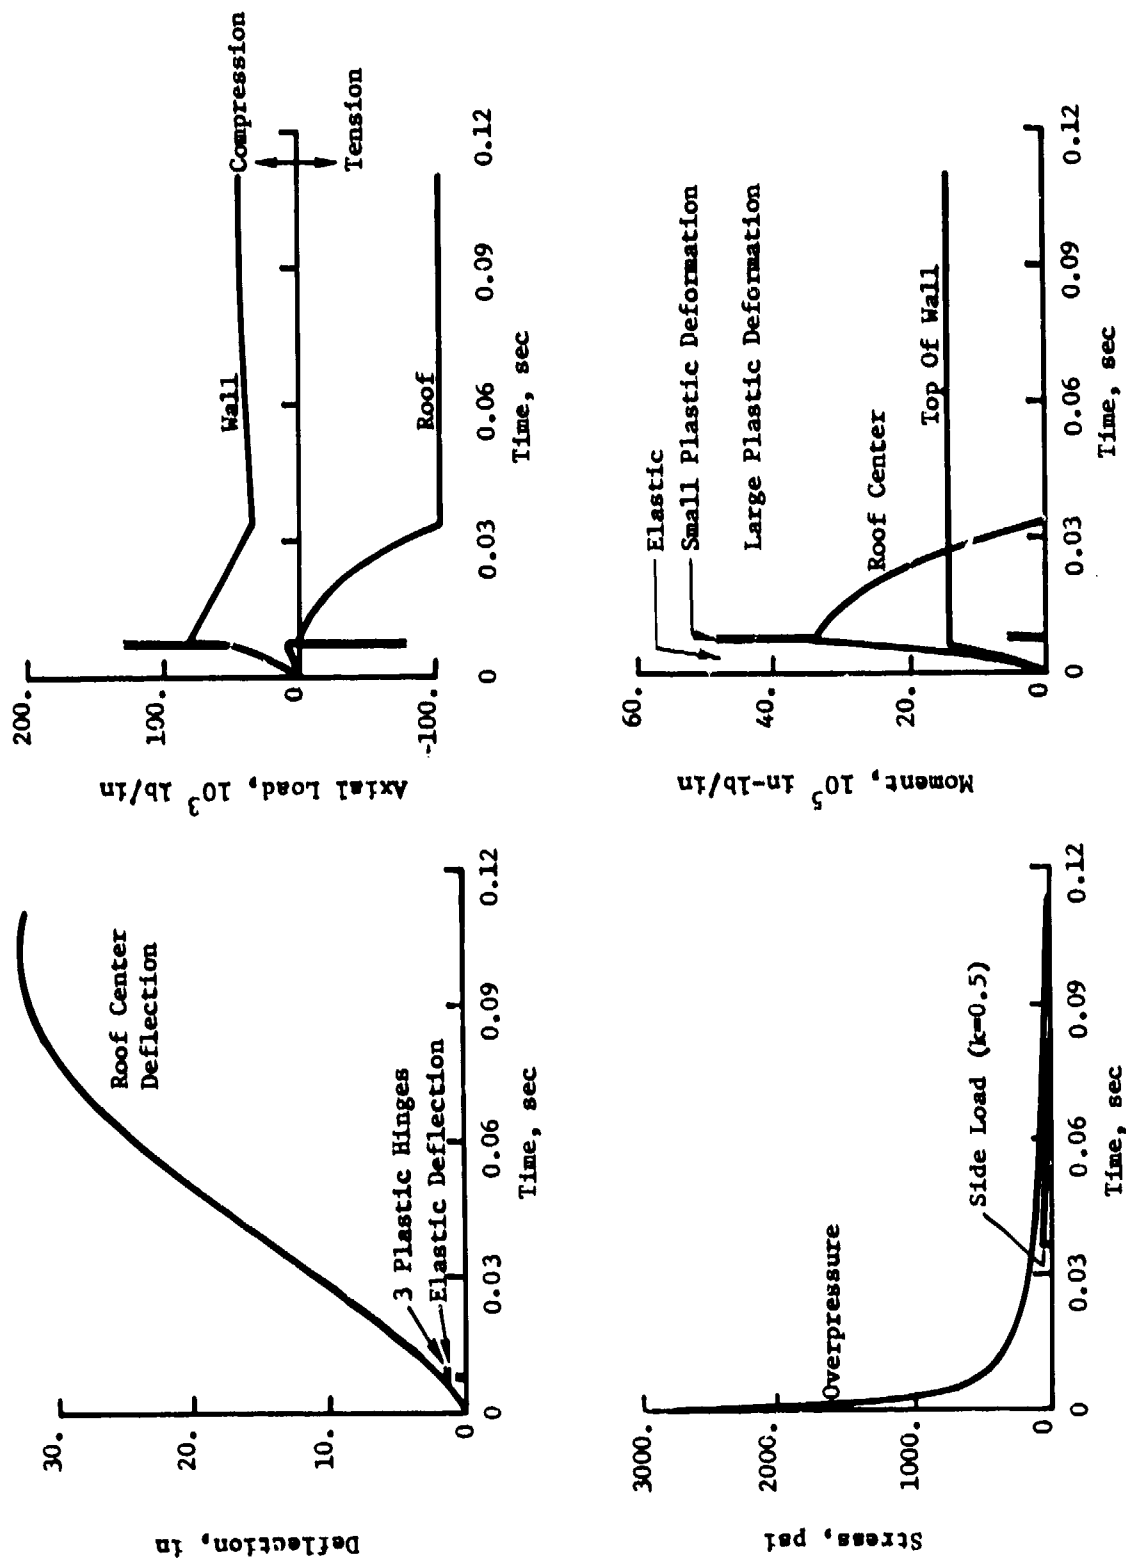 30.
20.
10.
0
Deflection, in
Roof Center
Deflection
3 Plastic Hinges
Elastic Deflection
0
0.03
0.06
0.09
0.12
Time, sec
200.
100.
0
-100.
Axial Load, 10³ lb/in
Compression
Tension
Wall
Roof
0
0.03
0.06
0.09
0.12
Time, sec
3000.
2000.
1000.
0
Stress, psi
Overpressure
Side Load (k=0.5)
0
0.03
0.06
0.09
0.12
Time, sec
60.
40.
20.
0
Moment, 10⁵ in-lb/in
Elastic
Small Plastic Deformation
Large Plastic Deformation
Roof Center
Top Of Wall
0
0.03
0.06
0.09
0.12
Time, sec